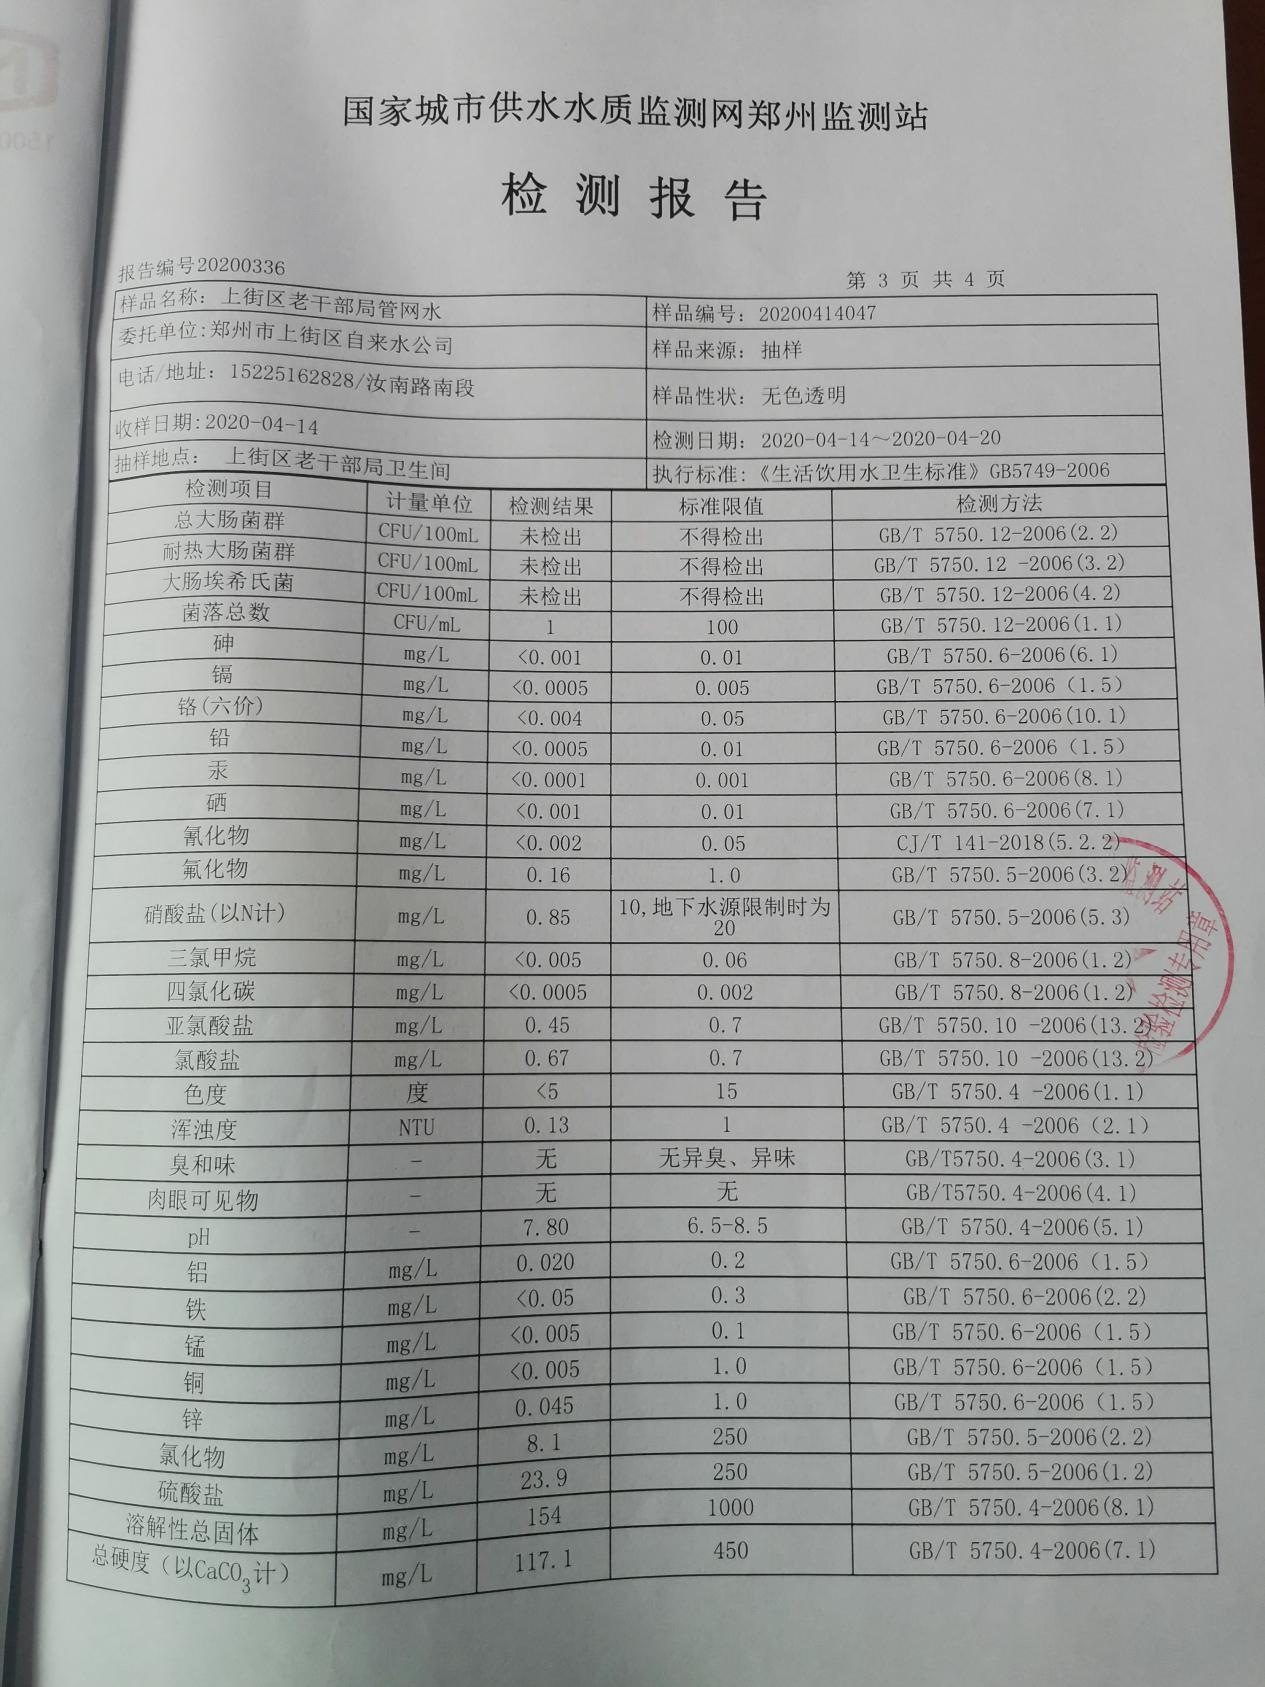 国家城市供水水质监测网郑州监测站
检测报告
报告编号20200336
第 3 页 共 4 页
样品名称：上街区老干部局管网水 样品编号：20200414047
委托单位:郑州市上街区自来水公司 样品来源：抽样
电话/地址：15225162828/汝南路南段 样品性状：无色透明
收样日期:2020-04-14 检测日期：2020-04-14～2020-04-20
抽样地点：上街区老干部局卫生间 执行标准:《生活饮用水卫生标准》GB5749-2006
检测项目 计量单位 检测结果 标准限值 检测方法
总大肠菌群 CFU/100mL 未检出 不得检出 GB/T 5750.12-2006(2.2)
耐热大肠菌群 CFU/100mL 未检出 不得检出 GB/T 5750.12 -2006(3.2)
大肠埃希氏菌 CFU/100mL 未检出 不得检出 GB/T 5750.12-2006(4.2)
菌落总数 CFU/mL 1 100 GB/T 5750.12-2006(1.1)
砷 mg/L <0.001 0.01 GB/T 5750.6-2006(6.1)
镉 mg/L <0.0005 0.005 GB/T 5750.6-2006（1.5）
铬(六价) mg/L <0.004 0.05 GB/T 5750.6-2006(10.1)
铅 mg/L <0.0005 0.01 GB/T 5750.6-2006（1.5）
汞 mg/L <0.0001 0.001 GB/T 5750.6-2006(8.1)
硒 mg/L <0.001 0.01 GB/T 5750.6-2006(7.1)
氰化物 mg/L <0.002 0.05 CJ/T 141-2018(5.2.2)
氟化物 mg/L 0.16 1.0 GB/T 5750.5-2006(3.2)
硝酸盐(以N计) mg/L 0.85 10,地下水源限制时为20 GB/T 5750.5-2006(5.3)
三氯甲烷 mg/L <0.005 0.06 GB/T 5750.8-2006(1.2)
四氯化碳 mg/L <0.0005 0.002 GB/T 5750.8-2006(1.2)
亚氯酸盐 mg/L 0.45 0.7 GB/T 5750.10 -2006(13.2)
氯酸盐 mg/L 0.67 0.7 GB/T 5750.10 -2006(13.2)
色度 度 <5 15 GB/T 5750.4 -2006(1.1)
浑浊度 NTU 0.13 1 GB/T 5750.4 -2006（2.1）
臭和味 - 无 无异臭、异味 GB/T5750.4-2006(3.1)
肉眼可见物 - 无 无 GB/T5750.4-2006(4.1)
pH - 7.80 6.5-8.5 GB/T 5750.4-2006(5.1)
铝 mg/L 0.020 0.2 GB/T 5750.6-2006（1.5）
铁 mg/L <0.05 0.3 GB/T 5750.6-2006(2.2)
锰 mg/L <0.005 0.1 GB/T 5750.6-2006（1.5）
铜 mg/L <0.005 1.0 GB/T 5750.6-2006（1.5）
锌 mg/L 0.045 1.0 GB/T 5750.6-2006（1.5）
氯化物 mg/L 8.1 250 GB/T 5750.5-2006(2.2)
硫酸盐 mg/L 23.9 250 GB/T 5750.5-2006(1.2)
溶解性总固体 mg/L 154 1000 GB/T 5750.4-2006(8.1)
总硬度（以CaCO3计） mg/L 117.1 450 GB/T 5750.4-2006(7.1)
监测站
检验检测专用章